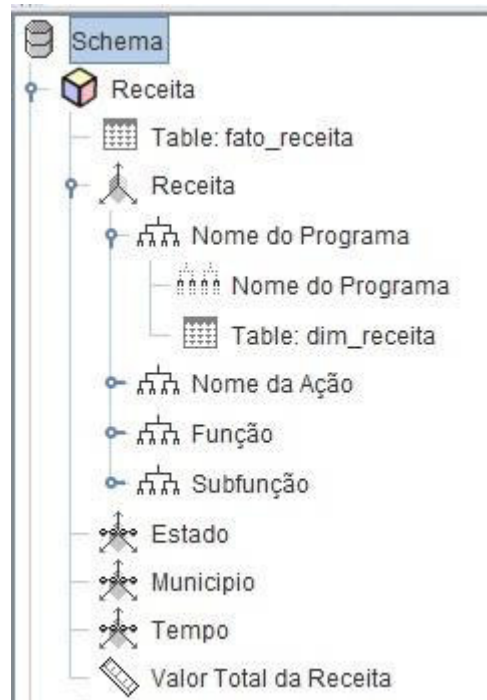 Schema
Receita
Table: fato_receita
Receita
Nome do Programa
Nome do Programa
Table: dim_receita
Nome da Ação
Função
Subfunção
Estado
Municipio
Tempo
Valor Total da Receita